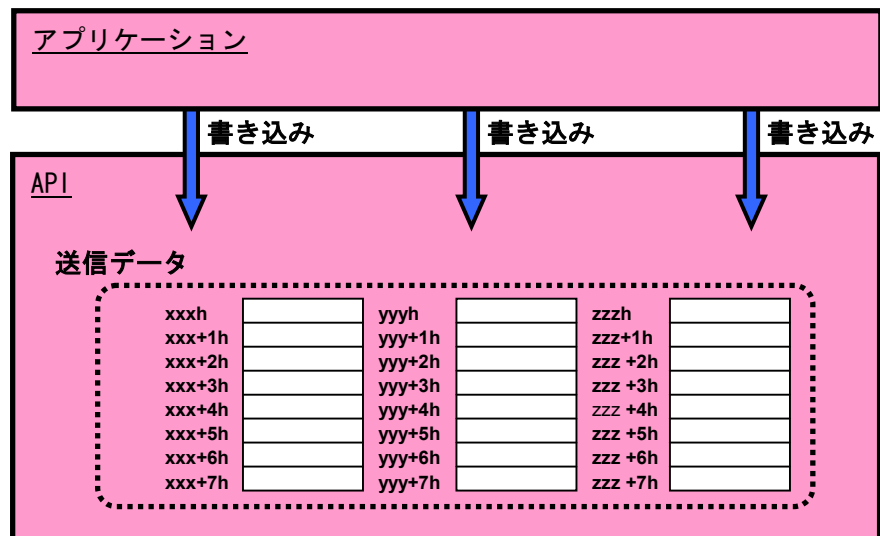 アプリケーション
書き込み 書き込み 書き込み
API
送信データ
xxxh yyyh zzzh
xxx+1h yyy+1h zzz+1h
xxx+2h yyy+2h zzz +2h
xxx+3h yyy+3h zzz +3h
xxx+4h yyy+4h zzz +4h
xxx+5h yyy+5h zzz +5h
xxx+6h yyy+6h zzz +6h
xxx+7h yyy+7h zzz +7h